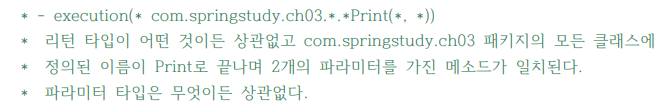 * - execution(* com.springstudy.ch03.*.*Print(*, *))
* 리턴 타입이 어떤 것이든 상관없고 com.springstudy.ch03 패키지의 모든 클래스에
* 정의된 이름이 Print로 끝나며 2개의 파라미터를 가진 메소드가 일치된다.
* 파라미터 타입은 무엇이든 상관없다.